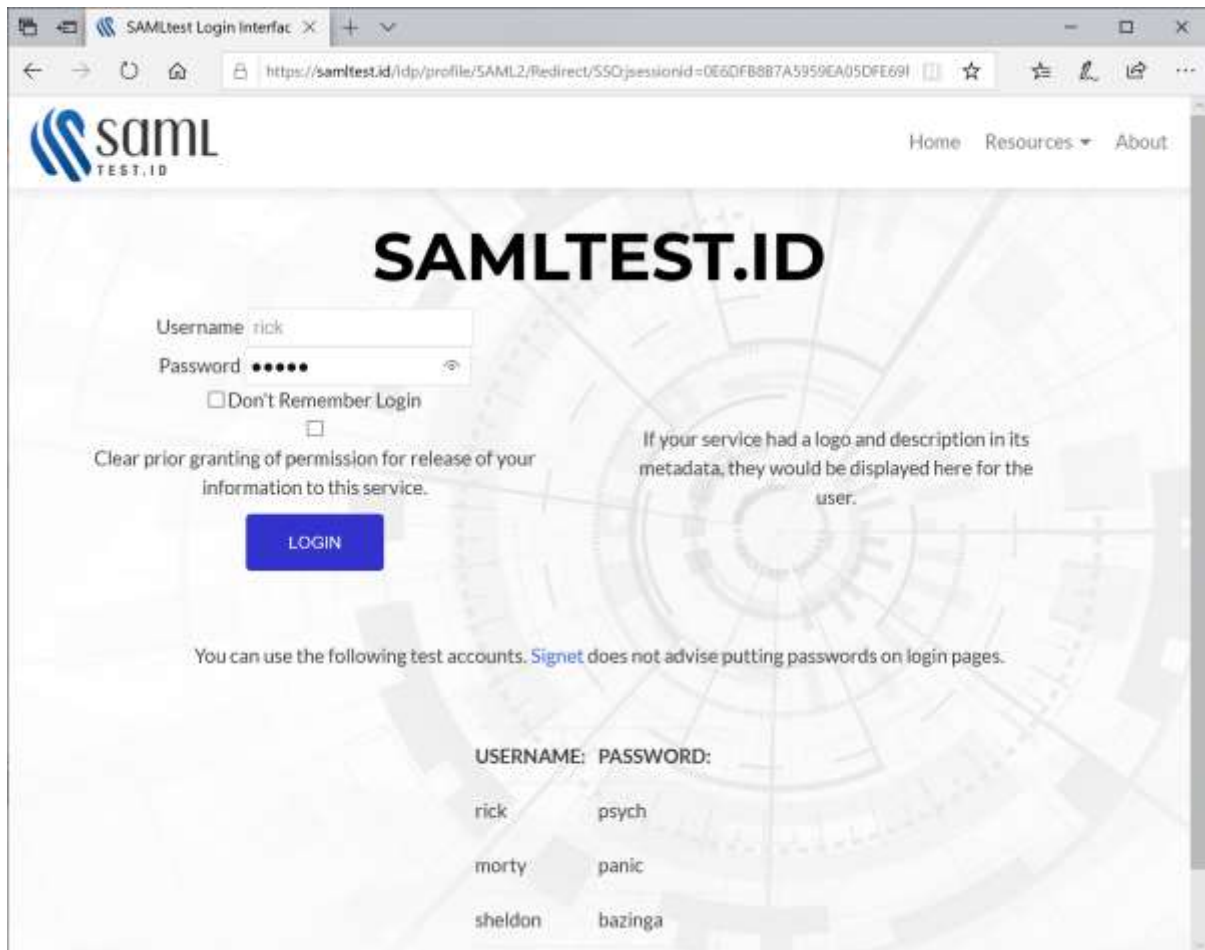 SAMLtest Login Interfac
https://samltest.id/idp/profile/SAML2/Redirect/SSO;jsessionid=0E6DFB8B7A5959EA05DFE69
saml
TEST.ID
Home Resources About
SAMLTEST.ID
Username rick
Password •••••
Don't Remember Login
Clear prior granting of permission for release of your
information to this service.
If your service had a logo and description in its
metadata, they would be displayed here for the
user.
LOGIN
You can use the following test accounts. Signet does not advise putting passwords on login pages.
USERNAME: PASSWORD:
rick psych
morty panic
sheldon bazinga